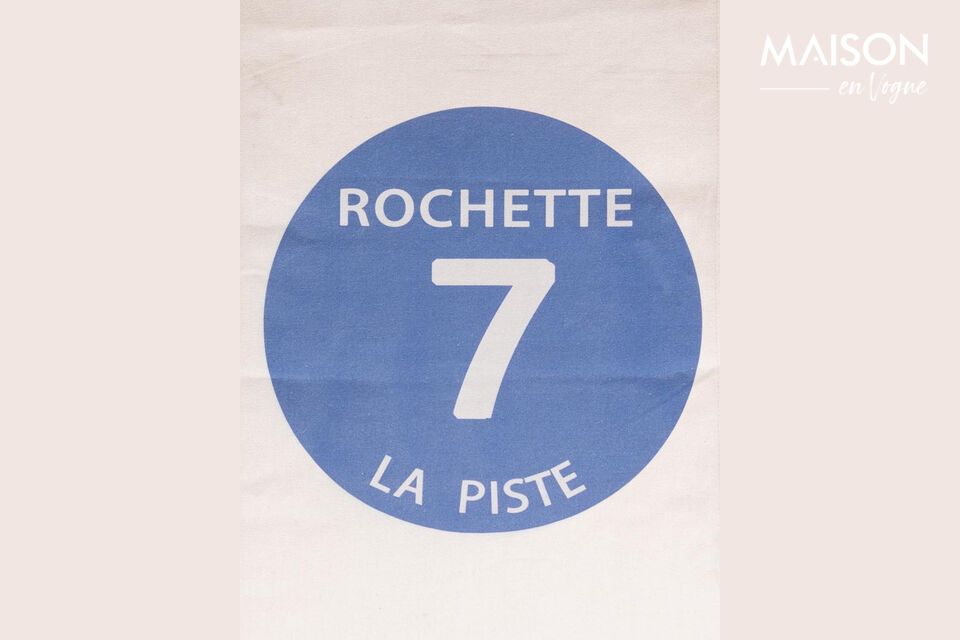 MAISON
en Vogue
ROCHETTE
7
LA PISTE